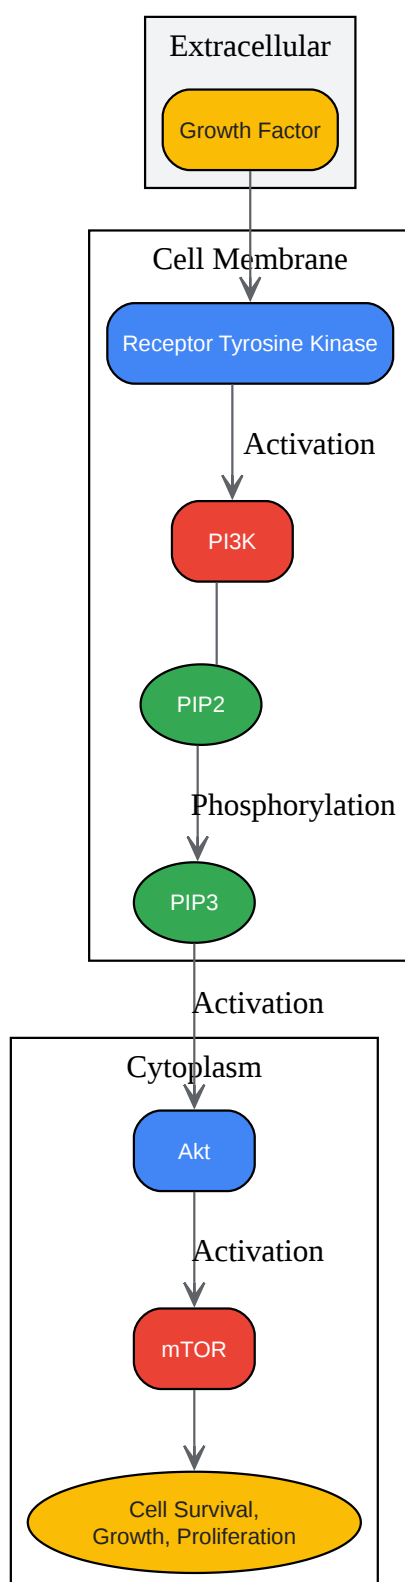 Extracellular
Growth Factor
Cell Membrane
Receptor Tyrosine Kinase
Activation
PI3K
PIP2
Phosphorylation
PIP3
Activation
Cytoplasm
Akt
Activation
mTOR
Cell Survival,
Growth, Proliferation